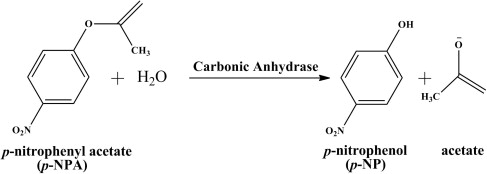 O
CH₃
O₂N
+ H₂O
Carbonic Anhydrase
OH
O₂N
+
O⁻
H₃C
p-nitrophenyl acetate
(p-NPA)
p-nitrophenol
(p-NP)
acetate